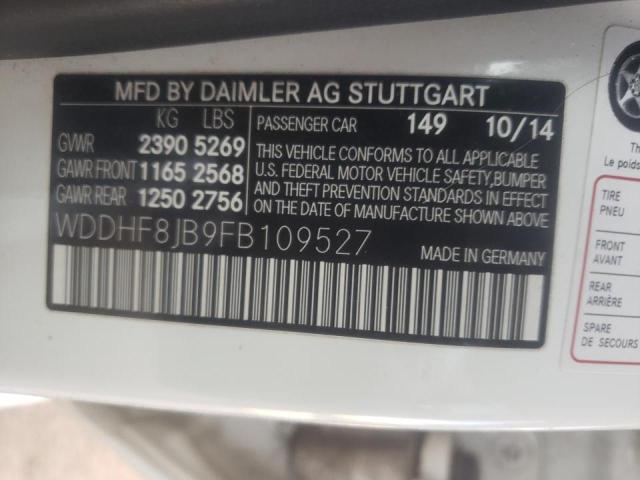 MFD BY DAIMLER AG STUTTGART
KG LBS
GVWR 2390 5269
GAWR FRONT 1165 2568
GAWR REAR 1250 2756
PASSENGER CAR 149 10/14
THIS VEHICLE CONFORMS TO ALL APPLICABLE
U.S. FEDERAL MOTOR VEHICLE SAFETY,BUMPER
AND THEFT PREVENTION STANDARDS IN EFFECT
ON THE DATE OF MANUFACTURE SHOWN ABOVE.
WDDHF8JB9FB109527
MADE IN GERMANY
Le poids
TIRE
PNEU
FRONT
AVANT
REAR
ARRIÈRE
SPARE
DE SECOURS